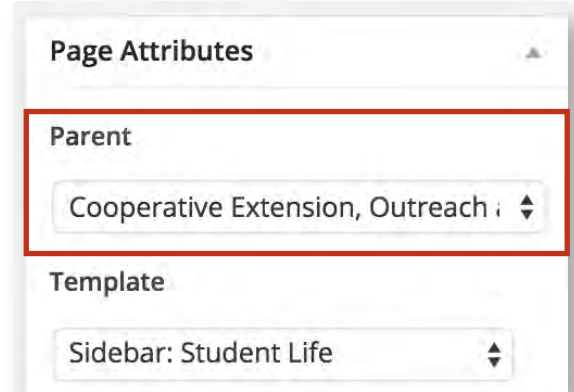 Page Attributes
Parent
Cooperative Extension, Outreach
Template
Sidebar: Student Life